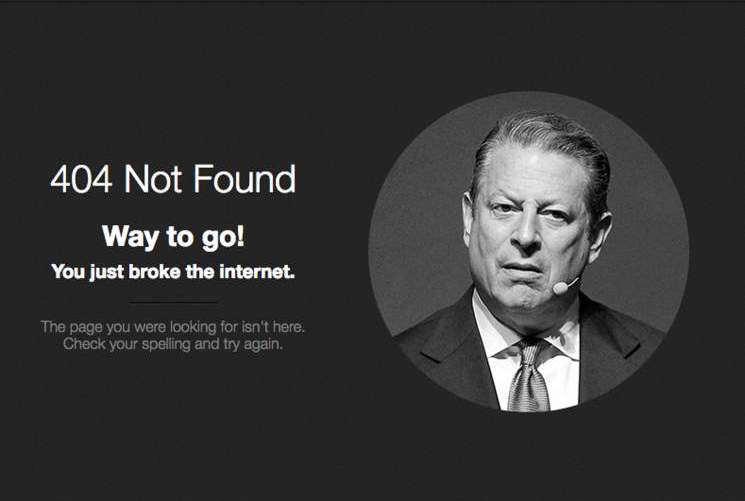 404 Not Found
Way to go!
You just broke the internet.
The page you were looking for isn't here.
Check your spelling and try again.